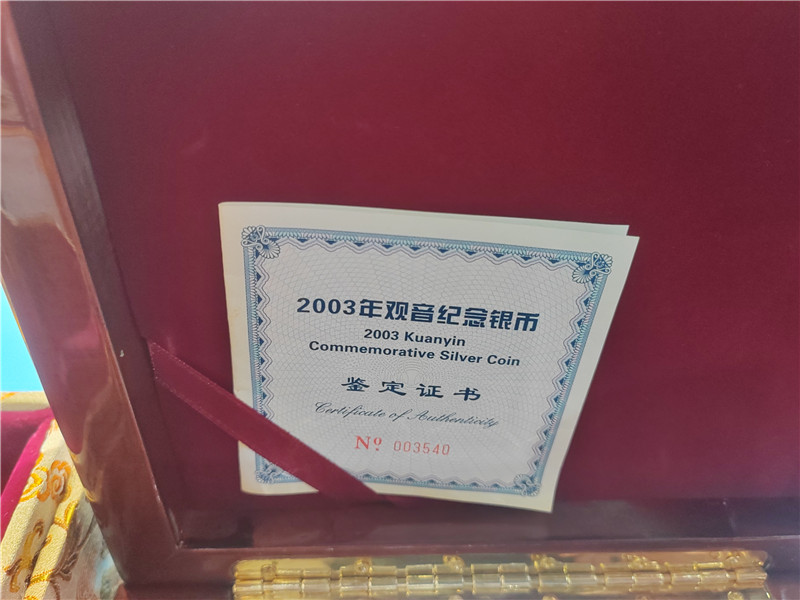 2003年观音纪念银币
2003 Kuanyin
Commemorative Silver Coin
鉴定证书
Certificate of Authenticity
Nº 003540